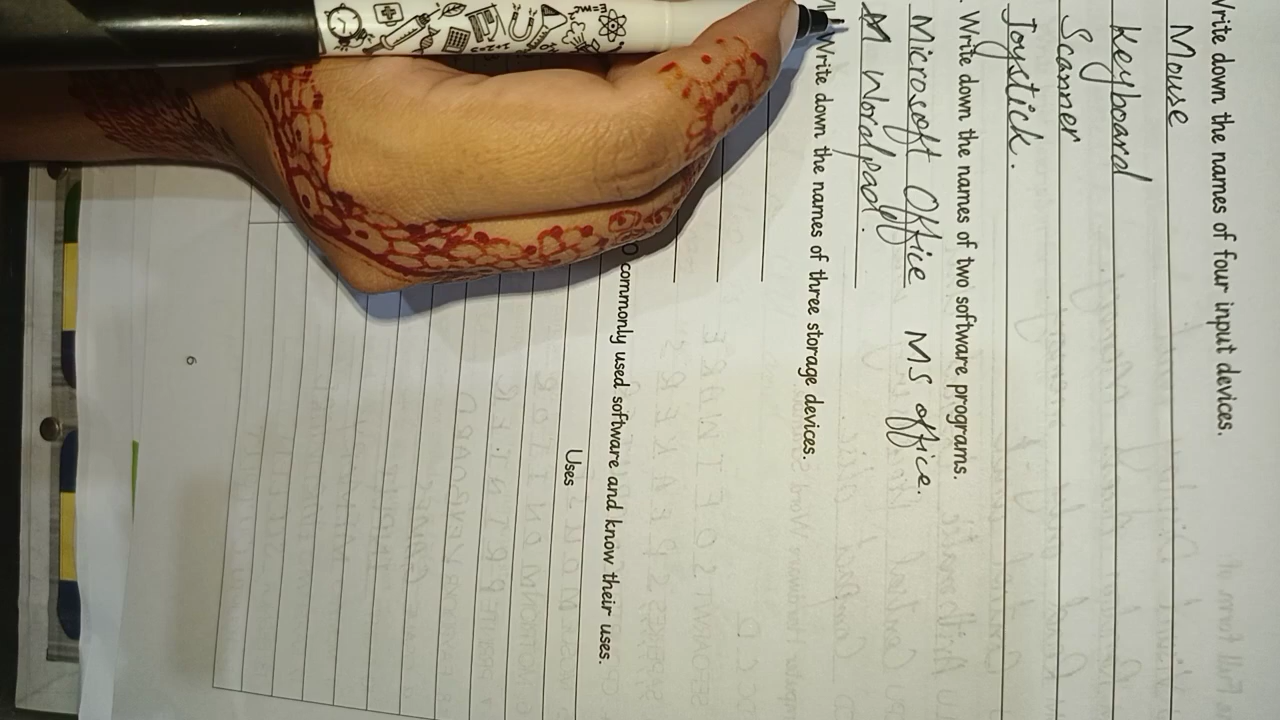 Write down the names of four input devices.
Mouse
Keyboard
Scanner
Joystick.
. Write down the names of two software programs.
Microsoft Office MS office.
Wordpad.
Write down the names of three storage devices.
commonly used software and know their uses.
Uses
6
E=mc²